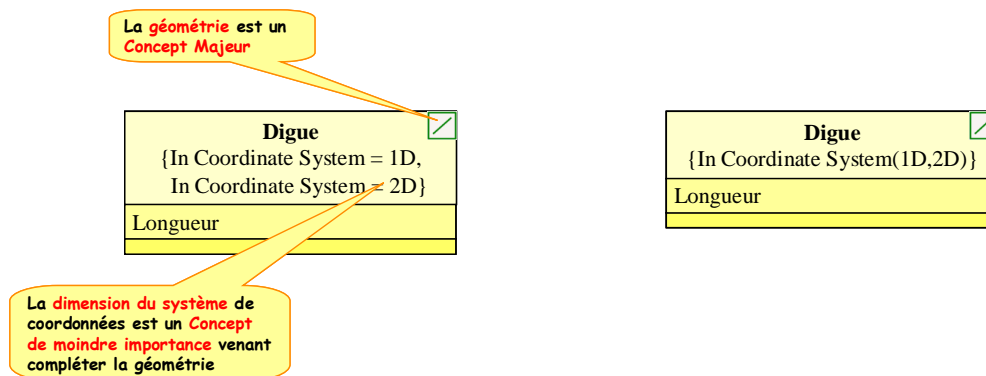 La géométrie est un
Concept Majeur
Digue
{In Coordinate System = 1D,
In Coordinate System = 2D}
Longueur
La dimension du système de
coordonnées est un Concept
de moindre importance venant
compléter la géométrie
Digue
{In Coordinate System(1D,2D)}
Longueur